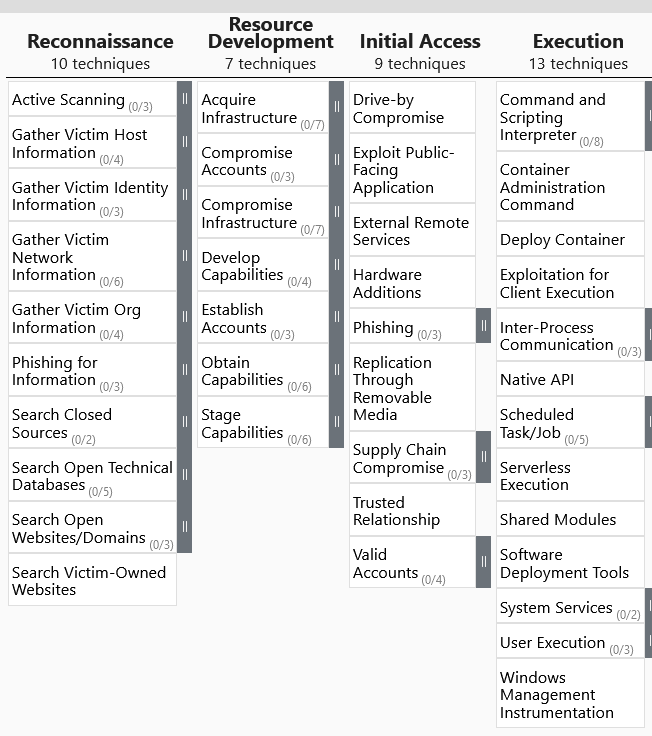 Reconnaissance
10 techniques
Active Scanning (0/3)
Gather Victim Host
Information (0/4)
Gather Victim Identity
Information (0/3)
Gather Victim
Network
Information (0/6)
Gather Victim Org
Information (0/4)
Phishing for
Information (0/3)
Search Closed
Sources (0/2)
Search Open Technical
Databases (0/5)
Search Open
Websites/Domains (0/3)
Search Victim-Owned
Websites
Resource
Development
7 techniques
Acquire
Infrastructure (0/7)
Compromise
Accounts (0/3)
Compromise
Infrastructure (0/7)
Develop
Capabilities (0/4)
Establish
Accounts (0/3)
Obtain
Capabilities (0/6)
Stage
Capabilities (0/6)
Initial Access
9 techniques
Drive-by
Compromise
Exploit Public-
Facing
Application
External Remote
Services
Hardware
Additions
Phishing (0/3)
Replication
Through
Removable
Media
Supply Chain
Compromise (0/3)
Trusted
Relationship
Valid
Accounts (0/4)
Execution
13 techniques
Command and
Scripting
Interpreter (0/8)
Container
Administration
Command
Deploy Container
Exploitation for
Client Execution
Inter-Process
Communication (0/3)
Native API
Scheduled
Task/Job (0/5)
Serverless
Execution
Shared Modules
Software
Deployment Tools
System Services (0/2)
User Execution (0/3)
Windows
Management
Instrumentation